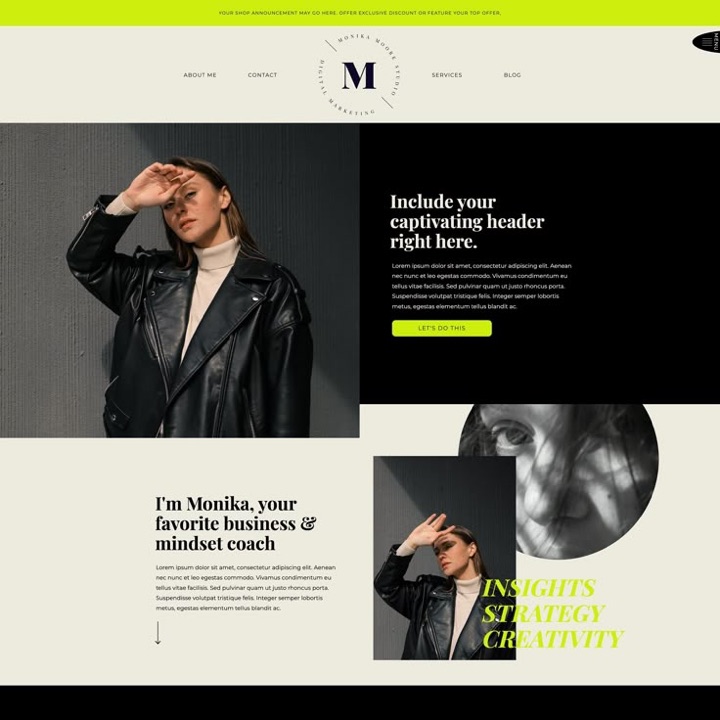 YOUR SHOP ANNOUNCEMENT MAY GO HERE. OFFER EXCLUSIVE DISCOUNT OR FEATURE YOUR TOP OFFER.
MENU
ABOUT ME
CONTACT
MONIKA MOORE STUDIO
M
DIGITAL MARKETING
SERVICES
BLOG
Include your
captivating header
right here.
Lorem ipsum dolor sit amet, consectetur adipiscing elit. Aenean
nec nunc et leo egestas commodo. Vivamus condimentum eu
tellus vitae facilisis. Sed pulvinar quam ut justo rhoncus porta.
Suspendisse volutpat tristique felis. Integer semper lobortis
metus, egestas elementum tellus blandit ac.
LET'S DO THIS
I'm Monika, your
favorite business &
mindset coach
Lorem ipsum dolor sit amet, consectetur adipiscing elit. Aenean
nec nunc et leo egestas commodo. Vivamus condimentum eu
tellus vitae facilisis. Sed pulvinar quam ut justo rhoncus porta.
Suspendisse volutpat tristique felis. Integer semper lobortis
metus, egestas elementum tellus blandit ac.
INSIGHTS
STRATEGY
CREATIVITY